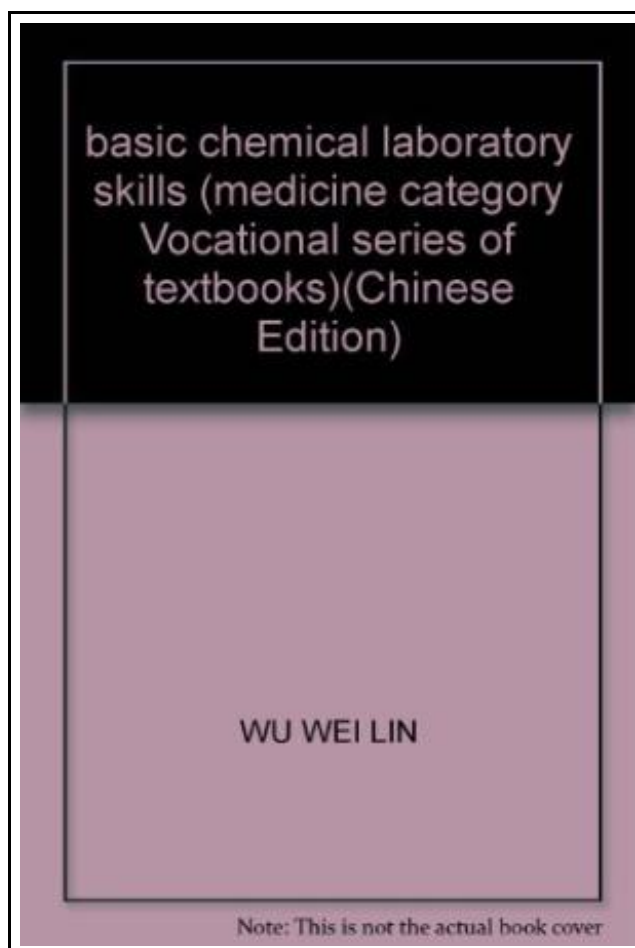 basic chemical laboratory
skills (medicine category
Vocational series of
textbooks)(Chinese
Edition)
WU WEI LIN
Note: This is not the actual book cover